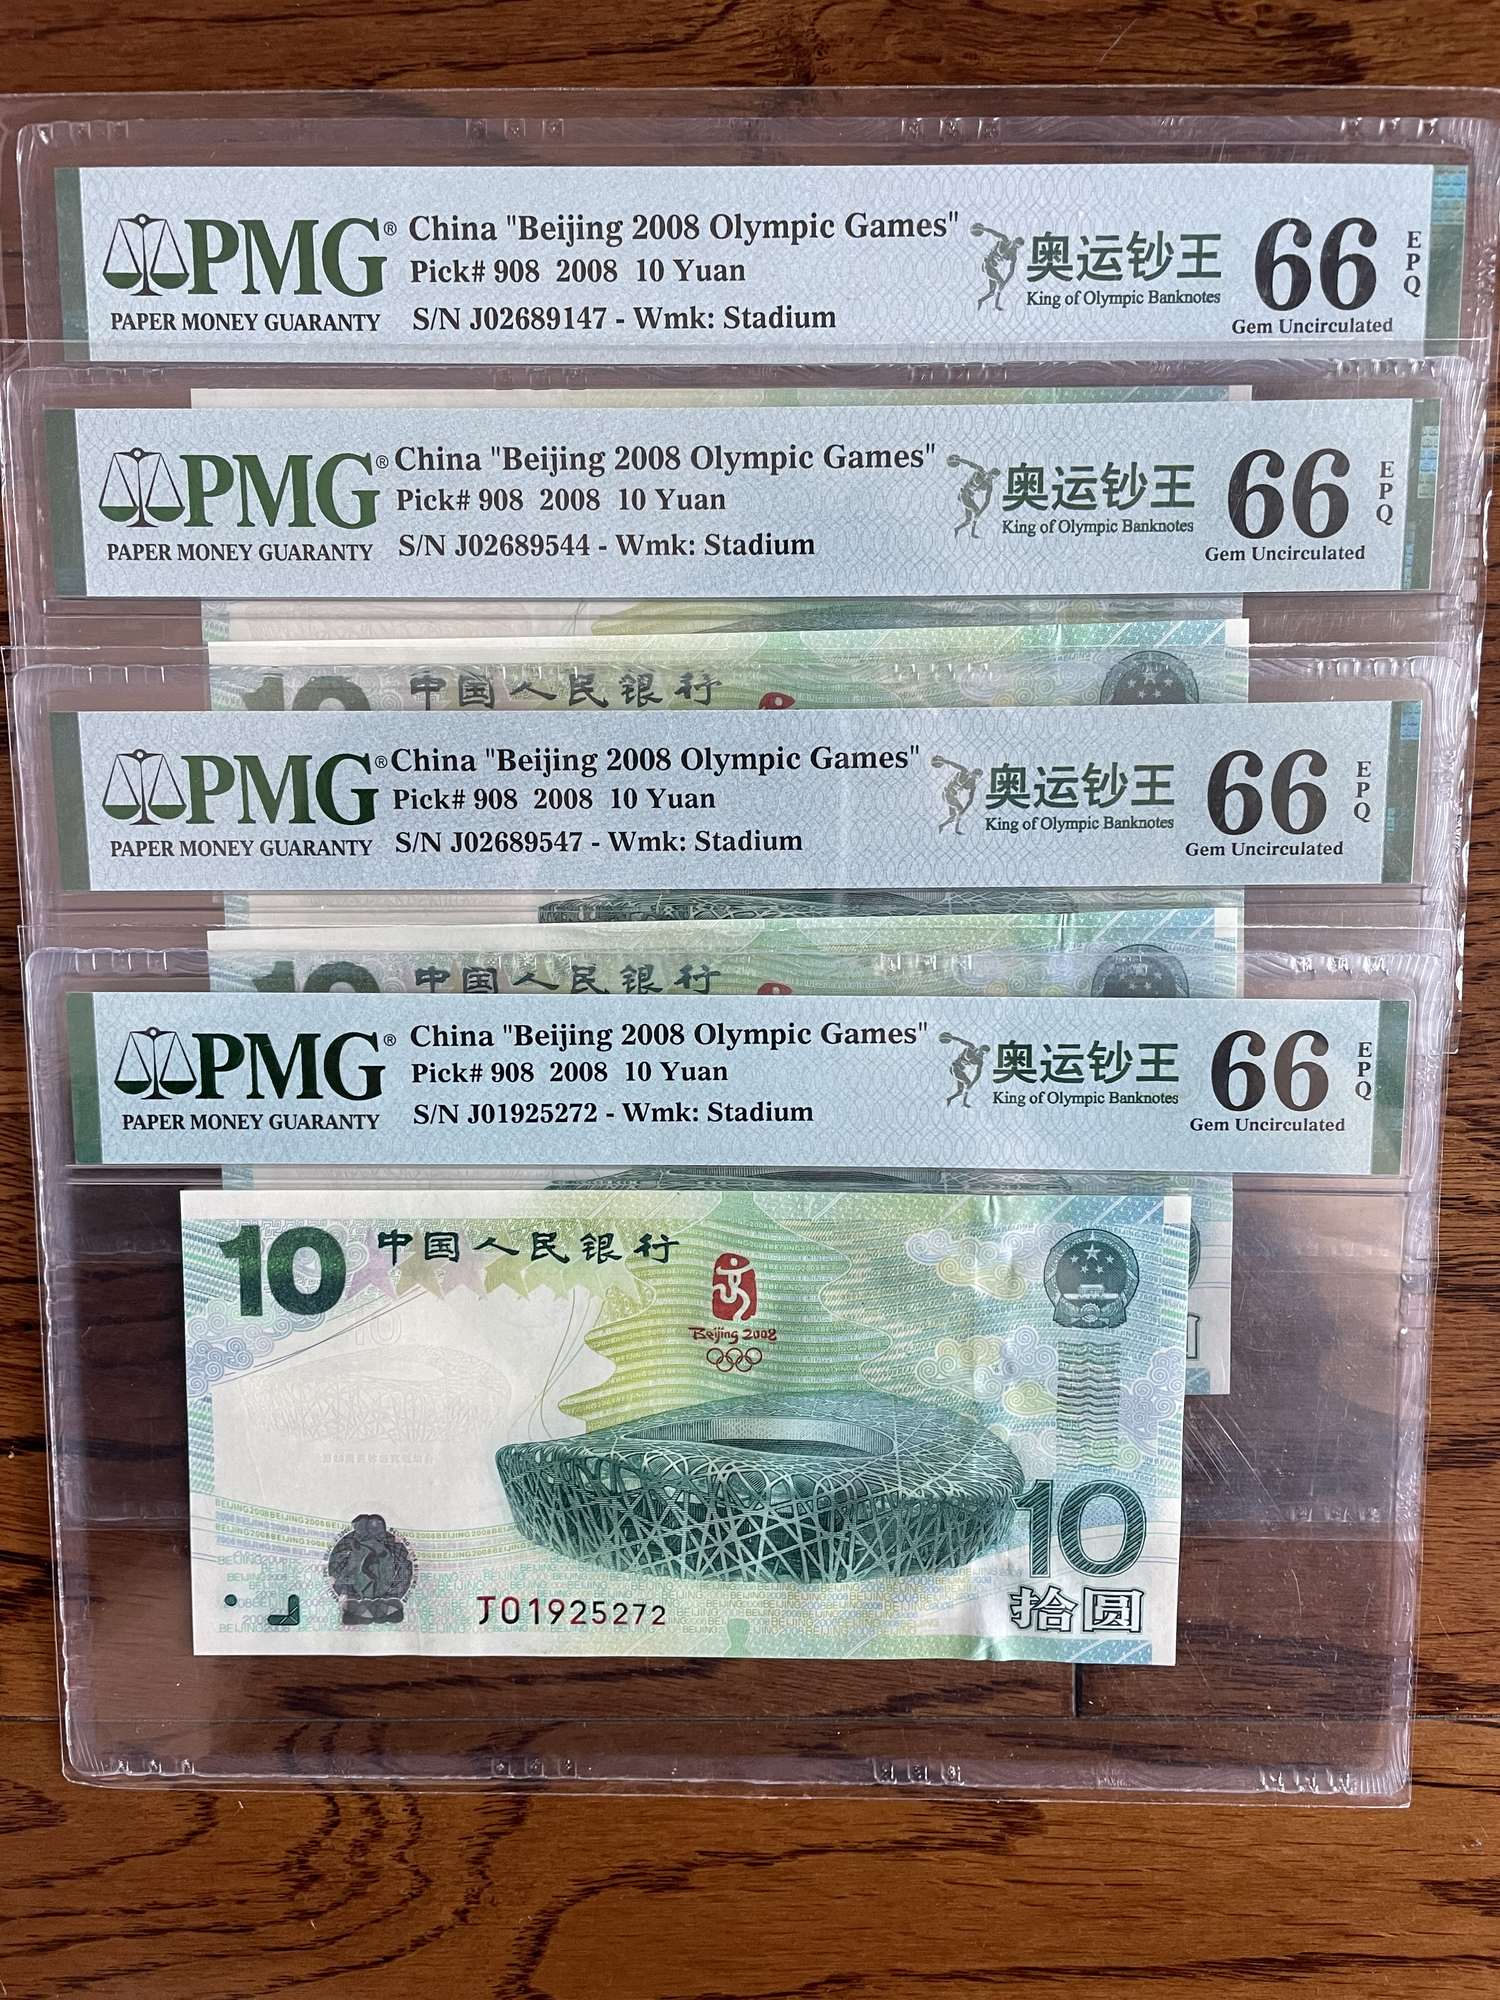 PMG® China "Beijing 2008 Olympic Games" 奥运钞王 66 EPQ
Pick# 908 2008 10 Yuan King of Olympic Banknotes
PAPER MONEY GUARANTY S/N J02689147 - Wmk: Stadium Gem Uncirculated
PMG® China "Beijing 2008 Olympic Games" 奥运钞王 66 EPQ
Pick# 908 2008 10 Yuan King of Olympic Banknotes
PAPER MONEY GUARANTY S/N J02689544 - Wmk: Stadium Gem Uncirculated
10 中国人民银行
PMG® China "Beijing 2008 Olympic Games" 奥运钞王 66 EPQ
Pick# 908 2008 10 Yuan King of Olympic Banknotes
PAPER MONEY GUARANTY S/N J02689547 - Wmk: Stadium Gem Uncirculated
10 中国人民银行
PMG® China "Beijing 2008 Olympic Games" 奥运钞王 66 EPQ
Pick# 908 2008 10 Yuan King of Olympic Banknotes
PAPER MONEY GUARANTY S/N J01925272 - Wmk: Stadium Gem Uncirculated
10 中国人民银行
Beijing 2008
10
J01925272 拾圆